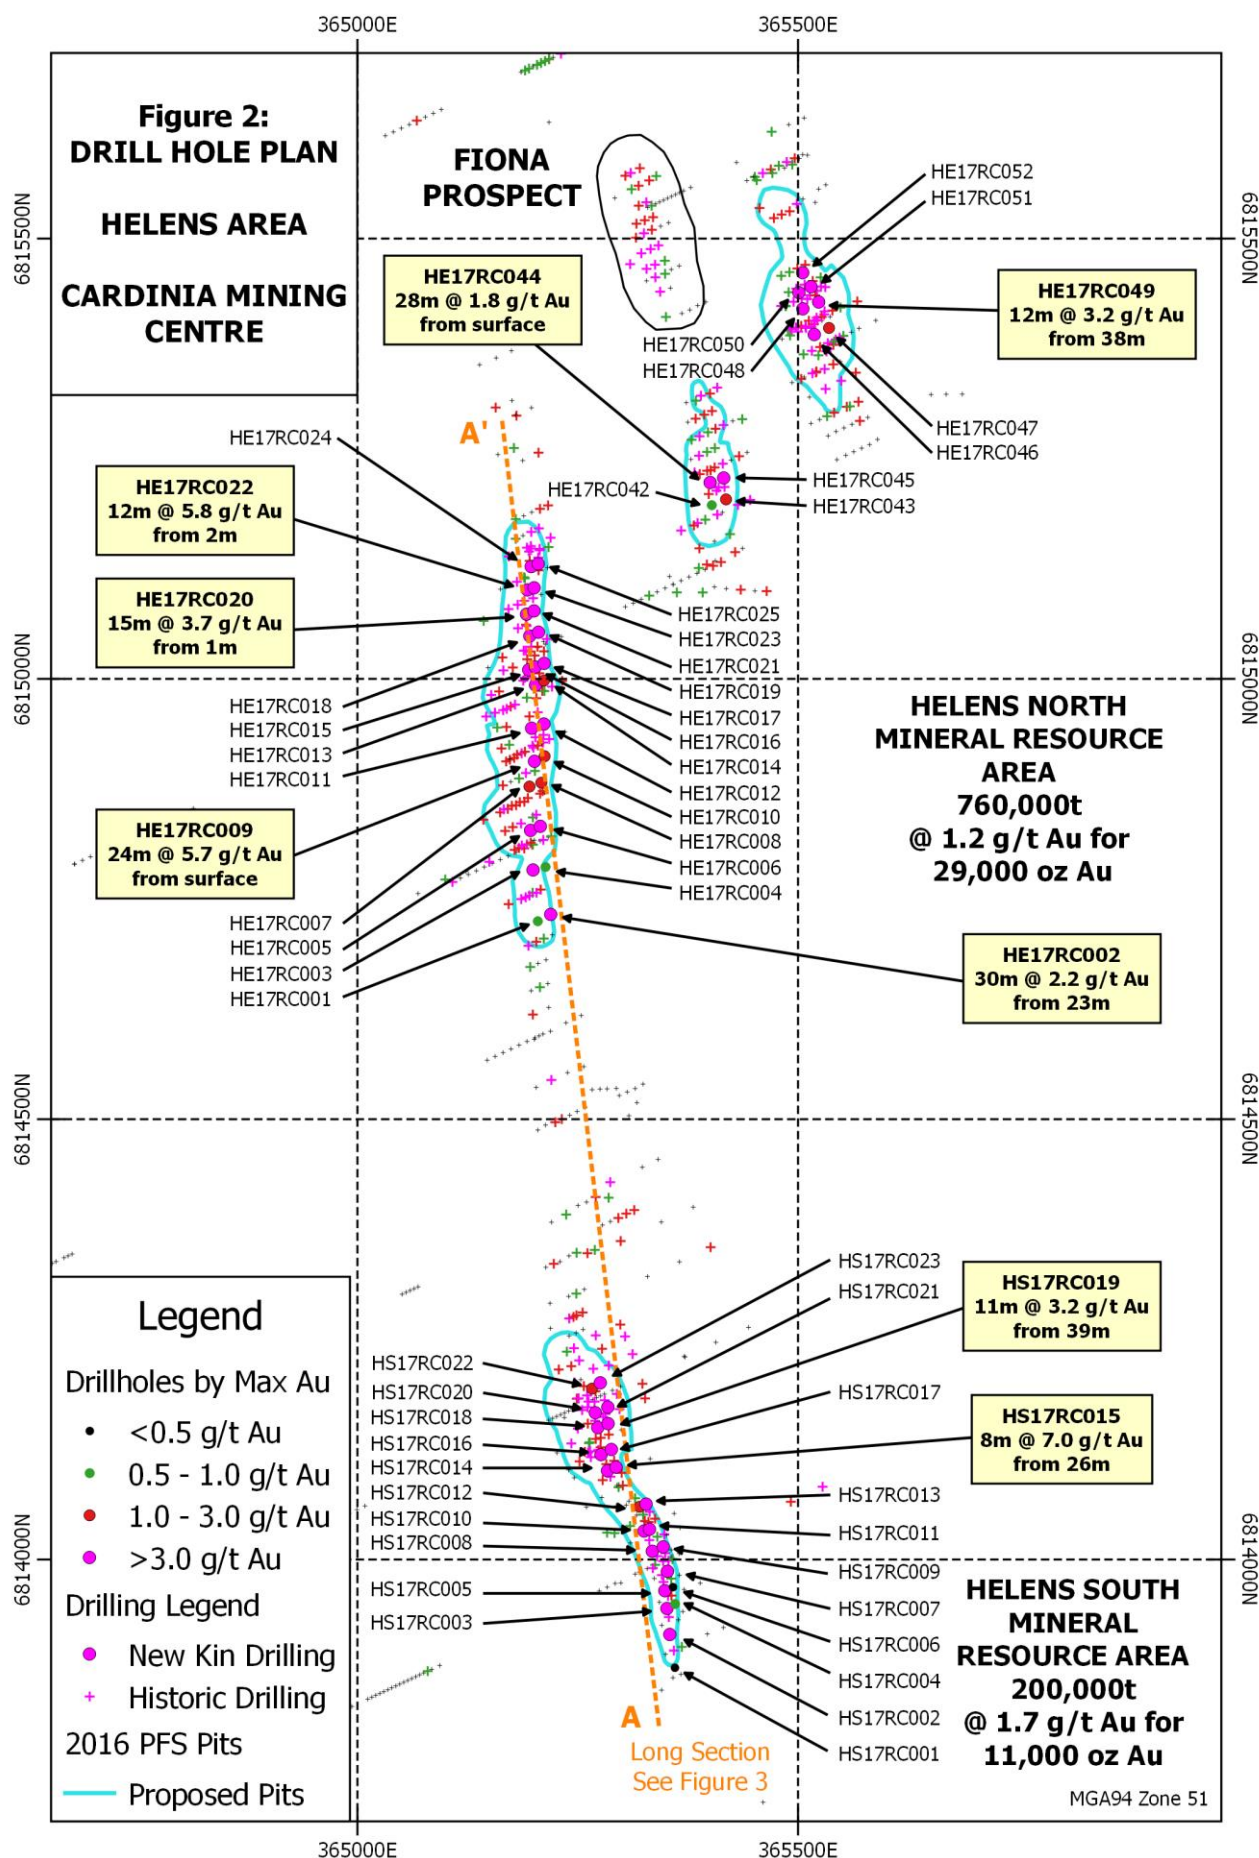 365000E
365500E
Figure 2:
DRILL HOLE PLAN
HELENS AREA
CARDINIA MINING
CENTRE
FIONA
PROSPECT
HE17RC052
HE17RC051
6815500N
6815500N
HE17RC044
28m @ 1.8 g/t Au
from surface
HE17RC049
12m @ 3.2 g/t Au
from 38m
HE17RC050
HE17RC048
HE17RC047
HE17RC046
A'
HE17RC024
HE17RC022
12m @ 5.8 g/t Au
from 2m
HE17RC042
HE17RC045
HE17RC043
HE17RC020
15m @ 3.7 g/t Au
from 1m
HE17RC025
HE17RC023
HE17RC021
HE17RC019
HE17RC017
HE17RC016
HE17RC014
HE17RC012
HE17RC010
HE17RC008
HE17RC006
HE17RC004
6815000N
6815000N
HE17RC018
HE17RC015
HE17RC013
HE17RC011
HELENS NORTH
MINERAL RESOURCE
AREA
760,000t
@ 1.2 g/t Au for
29,000 oz Au
HE17RC009
24m @ 5.7 g/t Au
from surface
HE17RC007
HE17RC005
HE17RC003
HE17RC001
HE17RC002
30m @ 2.2 g/t Au
from 23m
6814500N
6814500N
HS17RC023
HS17RC021
HS17RC019
11m @ 3.2 g/t Au
from 39m
HS17RC022
HS17RC020
HS17RC018
HS17RC016
HS17RC014
HS17RC012
HS17RC010
HS17RC008
HS17RC005
HS17RC003
HS17RC017
HS17RC015
8m @ 7.0 g/t Au
from 26m
HS17RC013
HS17RC011
HS17RC009
HS17RC007
HS17RC006
HS17RC004
HS17RC002
HS17RC001
6814000N
6814000N
HELENS SOUTH
MINERAL
RESOURCE AREA
200,000t
@ 1.7 g/t Au for
11,000 oz Au
A
Long Section
See Figure 3
MGA94 Zone 51
Legend
Drillholes by Max Au
<0.5 g/t Au
0.5 - 1.0 g/t Au
1.0 - 3.0 g/t Au
>3.0 g/t Au
Drilling Legend
New Kin Drilling
Historic Drilling
2016 PFS Pits
Proposed Pits
365000E
365500E